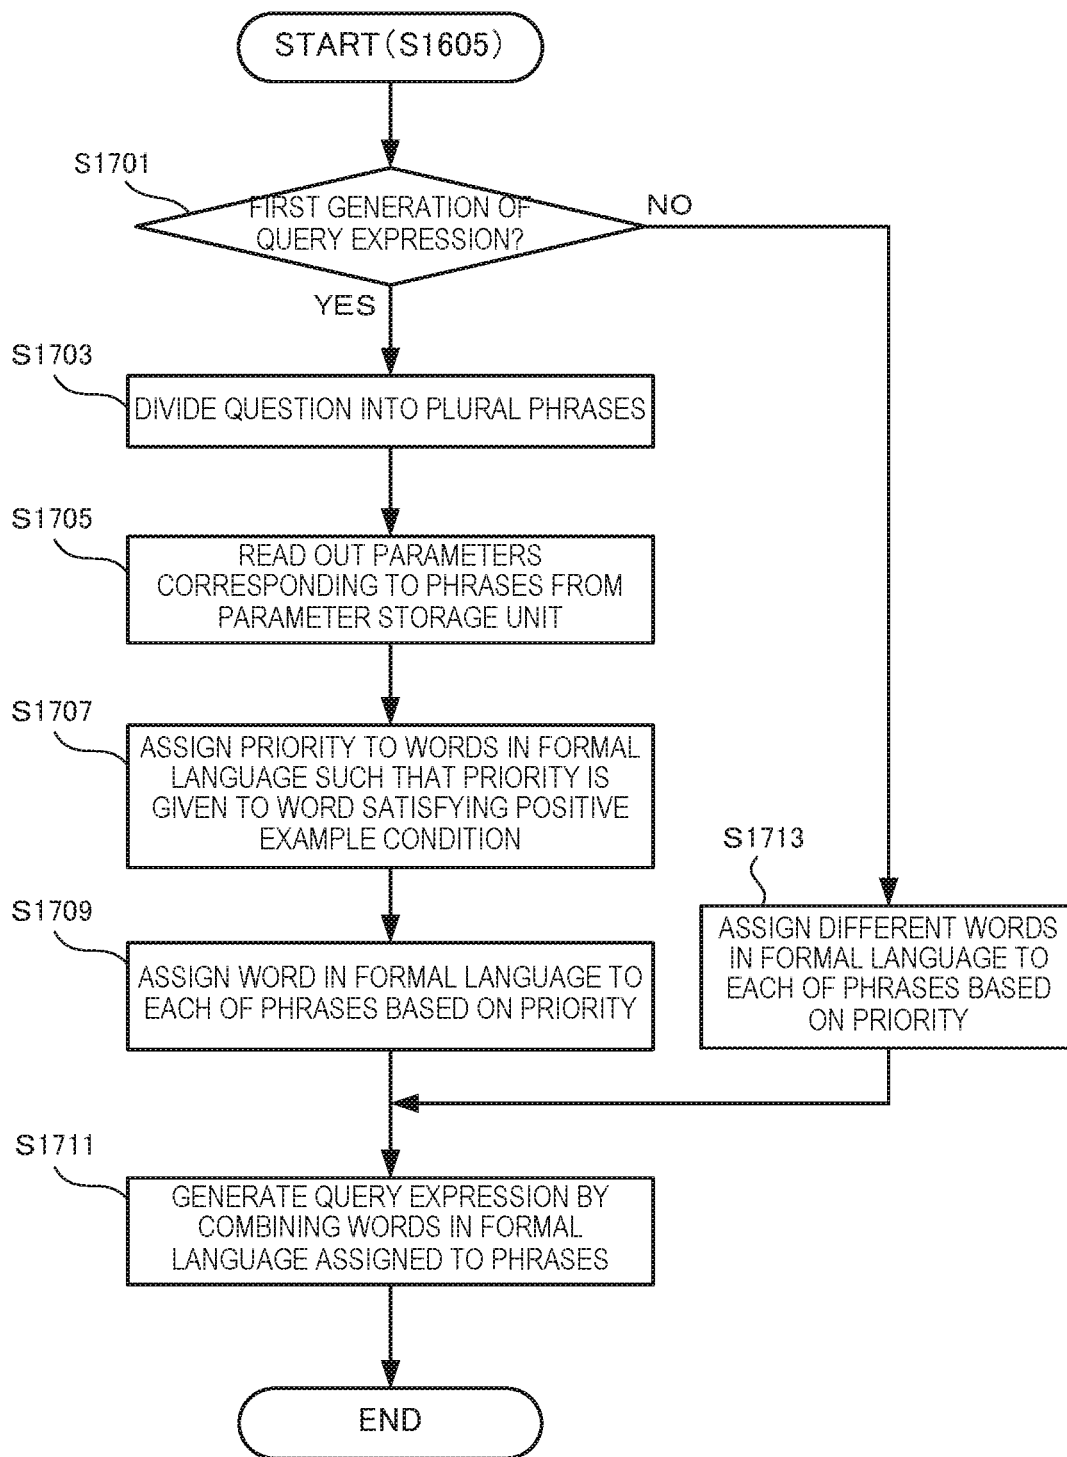 START(S1605)
S1701
FIRST GENERATION OF
QUERY EXPRESSION?
NO
YES
S1703
DIVIDE QUESTION INTO PLURAL PHRASES
S1705
READ OUT PARAMETERS
CORRESPONDING TO PHRASES FROM
PARAMETER STORAGE UNIT
S1707
ASSIGN PRIORITY TO WORDS IN FORMAL
LANGUAGE SUCH THAT PRIORITY IS
GIVEN TO WORD SATISFYING POSITIVE
EXAMPLE CONDITION
S1709
ASSIGN WORD IN FORMAL LANGUAGE TO
EACH OF PHRASES BASED ON PRIORITY
S1713
ASSIGN DIFFERENT WORDS
IN FORMAL LANGUAGE TO
EACH OF PHRASES BASED
ON PRIORITY
S1711
GENERATE QUERY EXPRESSION BY
COMBINING WORDS IN FORMAL
LANGUAGE ASSIGNED TO PHRASES
END